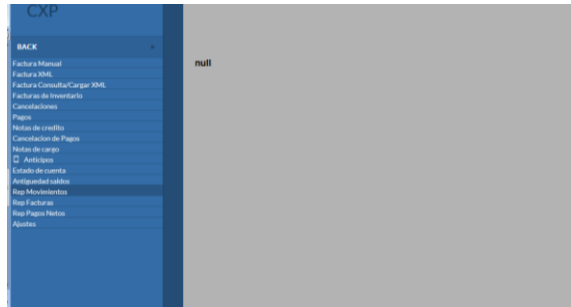 CXP
BACK
Factura Manual
Factura XML
Factura Consulta/Cargar XML
Facturas de Inventario
Cancelaciones
Pagos
Notas de credito
Cancelacion de Pagos
Notas de cargo
Anticipos
Estado de cuenta
Antiguedad saldos
Rep Movimientos
Rep Facturas
Rep Pagos Netos
Ajustes
null